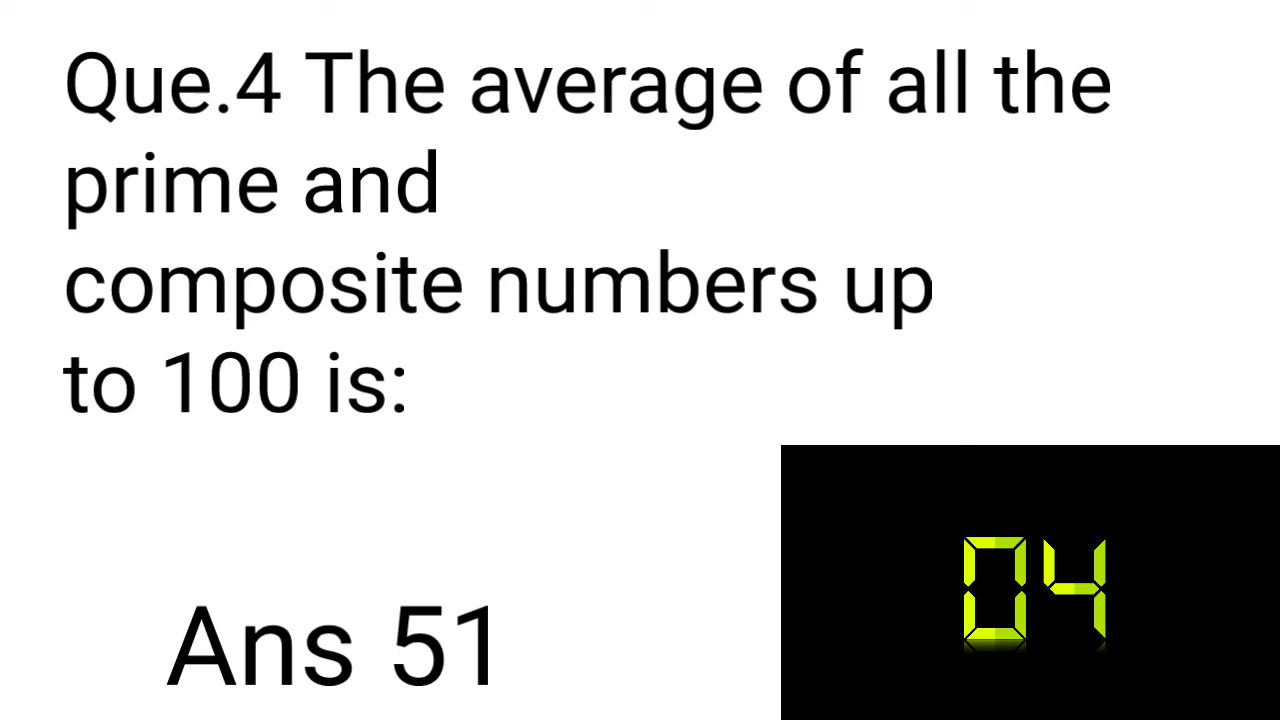 Que.4 The average of all the
prime and
composite numbers up
to 100 is:
04
Ans 51